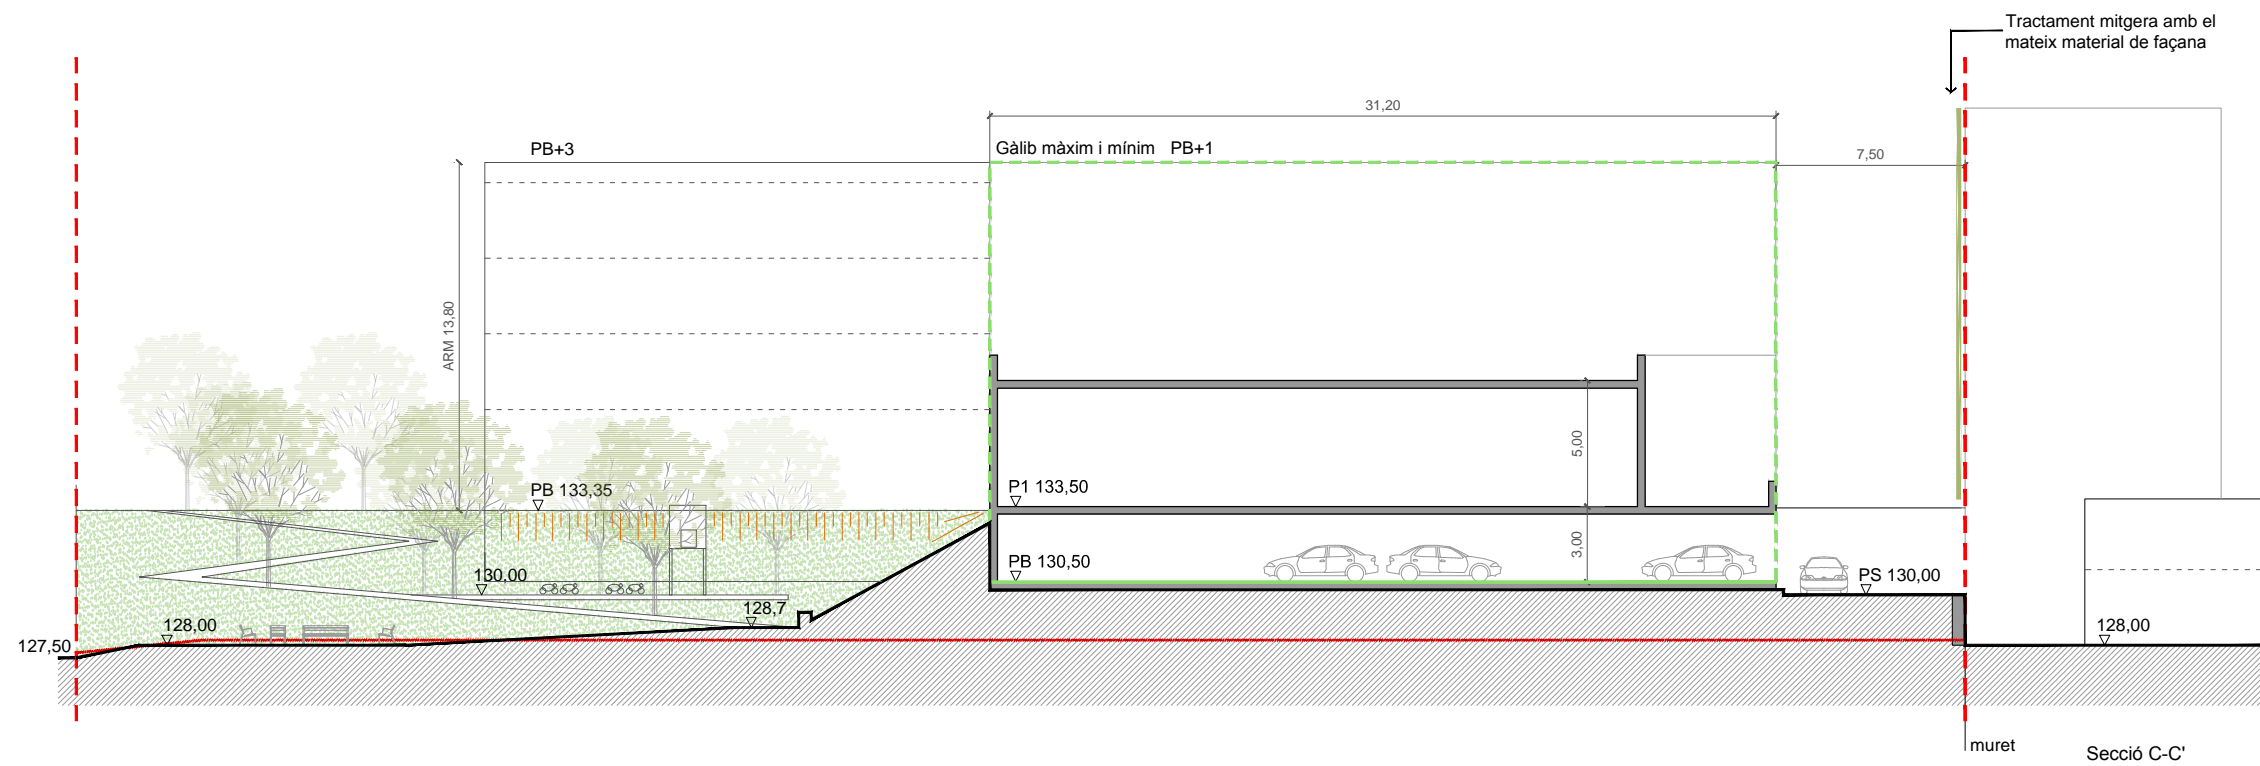 Tractament mitgera amb el
mateix material de façana
31,20
PB+3
Gàlib màxim i mínim PB+1
7,50
ARM 13,80
5,00
PB 133,35
P1 133,50
3,00
PB 130,50
130,00
PS 130,00
128,7
128,00
128,00
127,50
muret
Secció C-C'